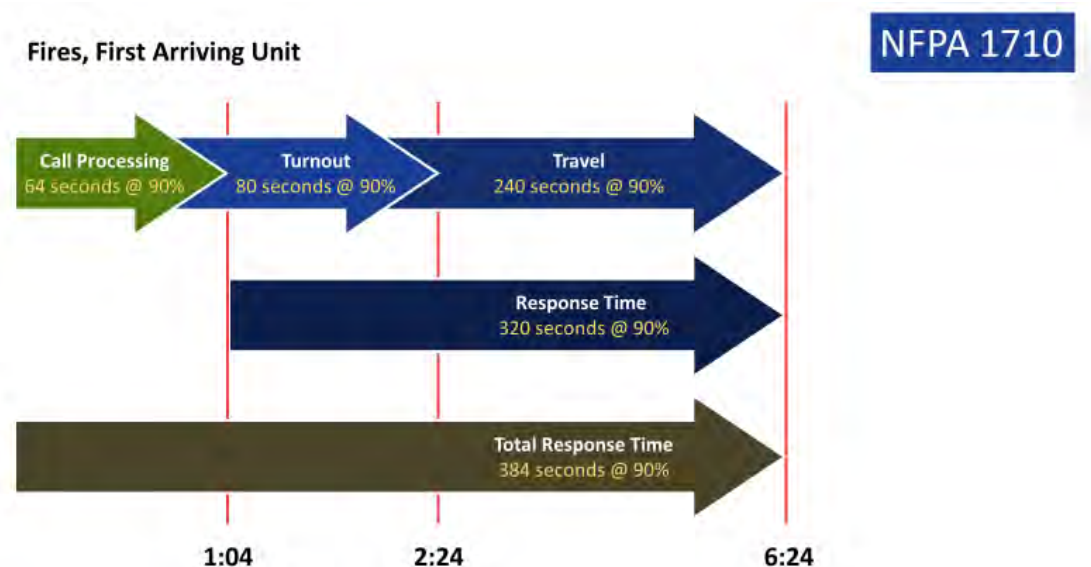 Fires, First Arriving Unit
NFPA 1710
Call Processing
64 seconds @ 90%
Turnout
80 seconds @ 90%
Travel
240 seconds @ 90%
Response Time
320 seconds @ 90%
Total Response Time
384 seconds @ 90%
1:04
2:24
6:24